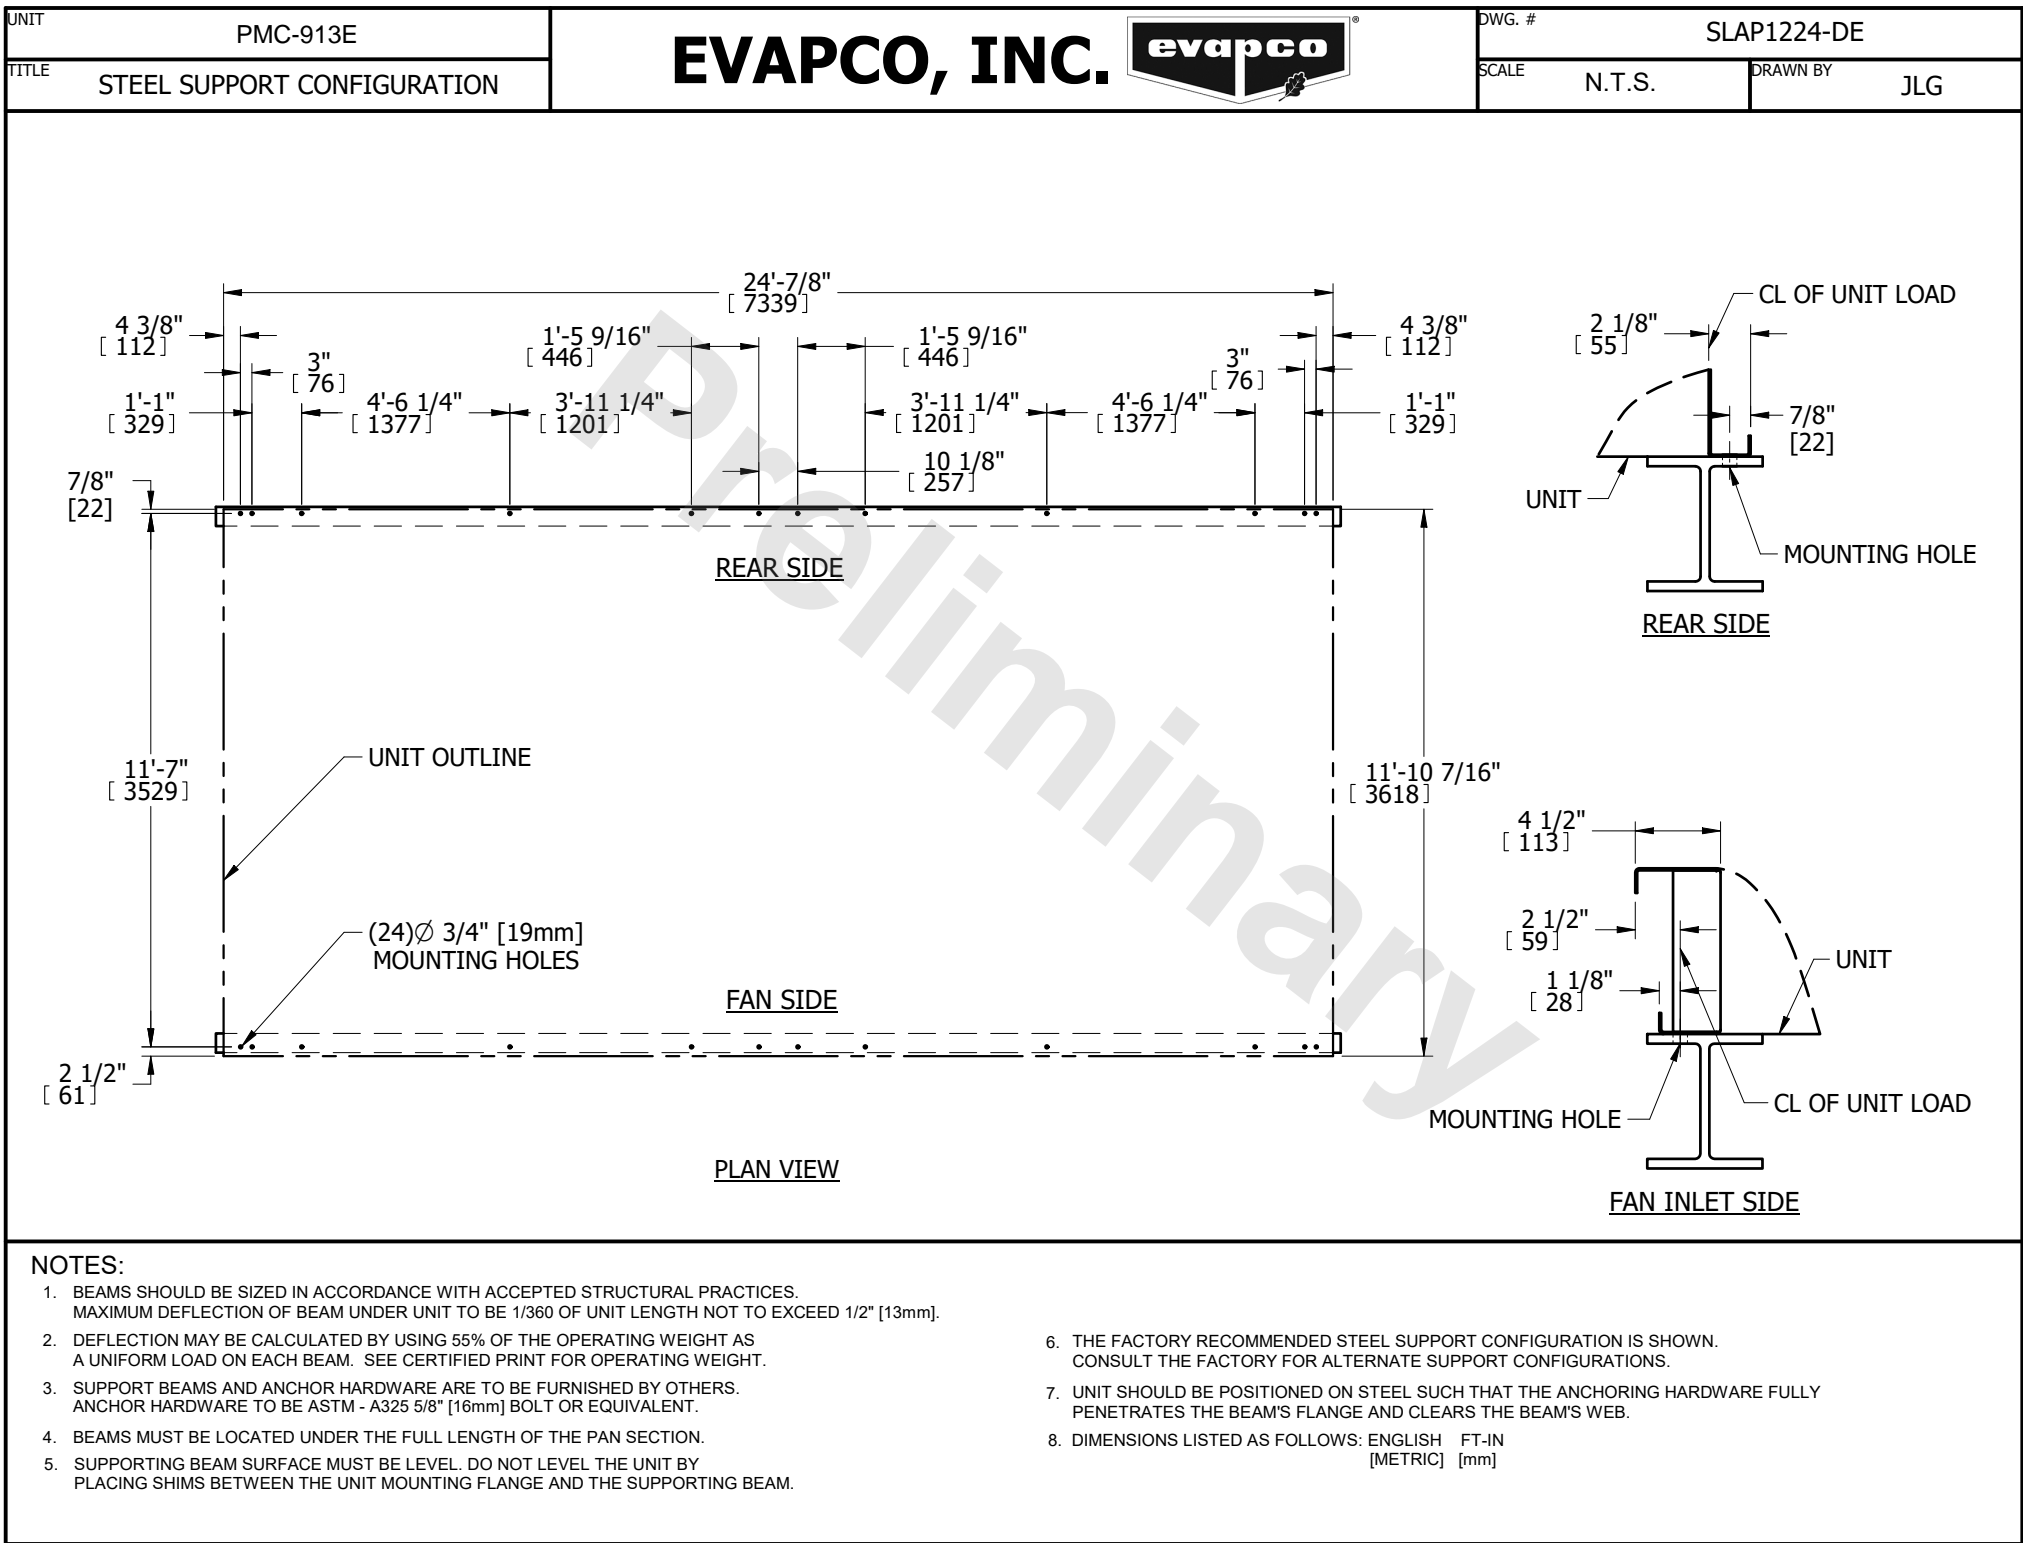 UNIT
PMC-913E
TITLE
STEEL SUPPORT CONFIGURATION
EVAPCO, INC.
evapco
®
DWG. #
SLAP1224-DE
SCALE
N.T.S.
DRAWN BY
JLG
24'-7/8"
[ 7339]
4 3/8"
[ 112]
3"
[ 76]
1'-5 9/16"
[ 446]
1'-5 9/16"
[ 446]
3"
[ 76]
4 3/8"
[ 112]
1'-1"
[ 329]
4'-6 1/4"
[ 1377]
3'-11 1/4"
[ 1201]
3'-11 1/4"
[ 1201]
4'-6 1/4"
[ 1377]
1'-1"
[ 329]
10 1/8"
[ 257]
7/8"
[22]
REAR SIDE
UNIT OUTLINE
11'-7"
[ 3529]
11'-10 7/16"
[ 3618]
(24)Ø 3/4" [19mm]
MOUNTING HOLES
FAN SIDE
2 1/2"
[ 61]
PLAN VIEW
Preliminary
CL OF UNIT LOAD
2 1/8"
[ 55]
7/8"
[22]
UNIT
MOUNTING HOLE
REAR SIDE
4 1/2"
[ 113]
2 1/2"
[ 59]
1 1/8"
[ 28]
UNIT
CL OF UNIT LOAD
MOUNTING HOLE
FAN INLET SIDE
NOTES:
1. BEAMS SHOULD BE SIZED IN ACCORDANCE WITH ACCEPTED STRUCTURAL PRACTICES.
MAXIMUM DEFLECTION OF BEAM UNDER UNIT TO BE 1/360 OF UNIT LENGTH NOT TO EXCEED 1/2" [13mm].
2. DEFLECTION MAY BE CALCULATED BY USING 55% OF THE OPERATING WEIGHT AS
A UNIFORM LOAD ON EACH BEAM. SEE CERTIFIED PRINT FOR OPERATING WEIGHT.
3. SUPPORT BEAMS AND ANCHOR HARDWARE ARE TO BE FURNISHED BY OTHERS.
ANCHOR HARDWARE TO BE ASTM - A325 5/8" [16mm] BOLT OR EQUIVALENT.
4. BEAMS MUST BE LOCATED UNDER THE FULL LENGTH OF THE PAN SECTION.
5. SUPPORTING BEAM SURFACE MUST BE LEVEL. DO NOT LEVEL THE UNIT BY
PLACING SHIMS BETWEEN THE UNIT MOUNTING FLANGE AND THE SUPPORTING BEAM.
6. THE FACTORY RECOMMENDED STEEL SUPPORT CONFIGURATION IS SHOWN.
CONSULT THE FACTORY FOR ALTERNATE SUPPORT CONFIGURATIONS.
7. UNIT SHOULD BE POSITIONED ON STEEL SUCH THAT THE ANCHORING HARDWARE FULLY
PENETRATES THE BEAM'S FLANGE AND CLEARS THE BEAM'S WEB.
8. DIMENSIONS LISTED AS FOLLOWS: ENGLISH FT-IN
[METRIC] [mm]